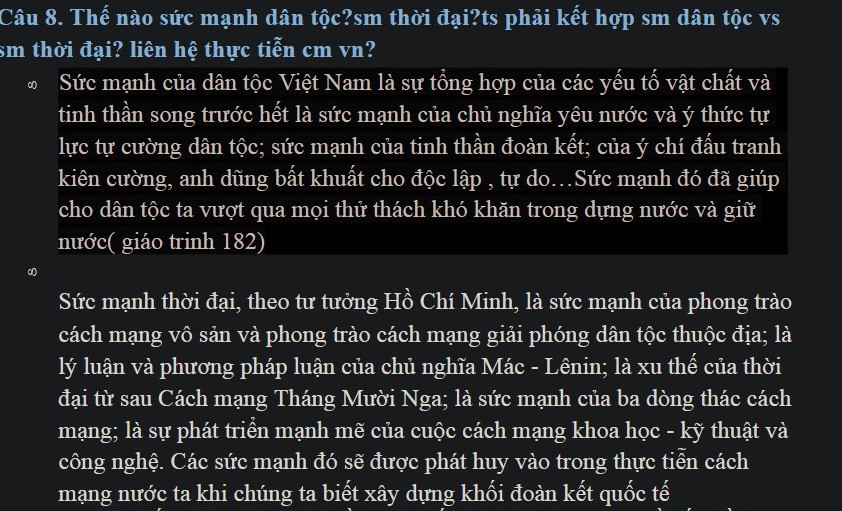 Câu 8. Thế nào sức mạnh dân tộc?sm thời đại?ts phải kết hợp sm dân tộc vs
sm thời đại? liên hệ thực tiễn cm vn?
∞ Sức mạnh của dân tộc Việt Nam là sự tổng hợp của các yếu tố vật chất và
tinh thần song trước hết là sức mạnh của chủ nghĩa yêu nước và ý thức tự
lực tự cường dân tộc; sức mạnh của tinh thần đoàn kết; của ý chí đấu tranh
kiên cường, anh dũng bất khuất cho độc lập , tự do...Sức mạnh đó đã giúp
cho dân tộc ta vượt qua mọi thử thách khó khăn trong dựng nước và giữ
nước( giáo trinh 182)
∞
Sức mạnh thời đại, theo tư tưởng Hồ Chí Minh, là sức mạnh của phong trào
cách mạng vô sản và phong trào cách mạng giải phóng dân tộc thuộc địa; là
lý luận và phương pháp luận của chủ nghĩa Mác - Lênin; là xu thế của thời
đại từ sau Cách mạng Tháng Mười Nga; là sức mạnh của ba dòng thác cách
mạng; là sự phát triển mạnh mẽ của cuộc cách mạng khoa học - kỹ thuật và
công nghệ. Các sức mạnh đó sẽ được phát huy vào trong thực tiễn cách
mạng nước ta khi chúng ta biết xây dựng khối đoàn kết quốc tế